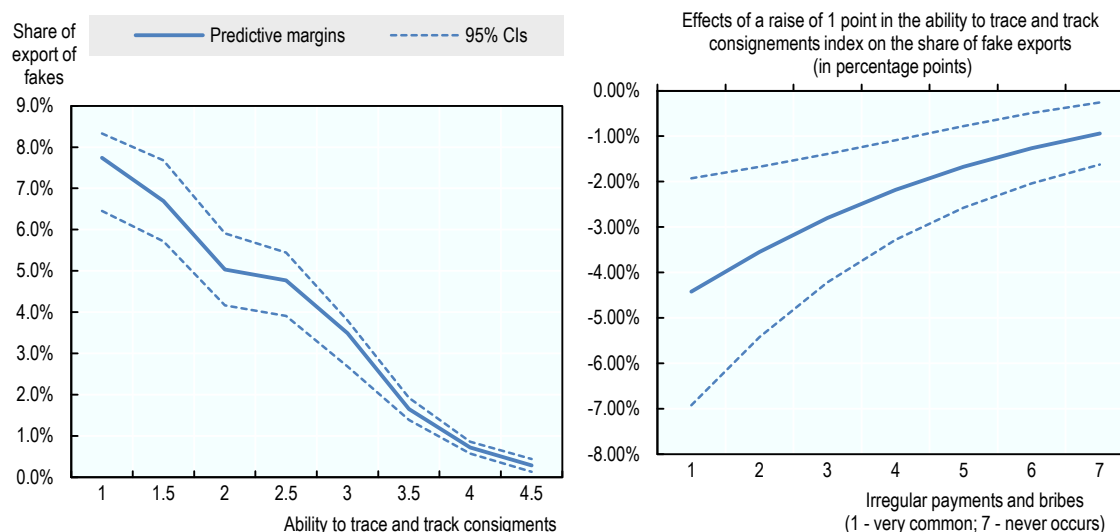 Share of
export of
fakes
Predictive margins
95% CIs
9.0%
8.0%
7.0%
6.0%
5.0%
4.0%
3.0%
2.0%
1.0%
0.0%
1 1.5 2 2.5 3 3.5 4 4.5
Ability to trace and track consigments
Effects of a raise of 1 point in the ability to trace and track
consignements index on the share of fake exports
(in percentage points)
0.00%
-1.00%
-2.00%
-3.00%
-4.00%
-5.00%
-6.00%
-7.00%
-8.00%
1 2 3 4 5 6 7
Irregular payments and bribes
(1 - very common; 7 - never occurs)